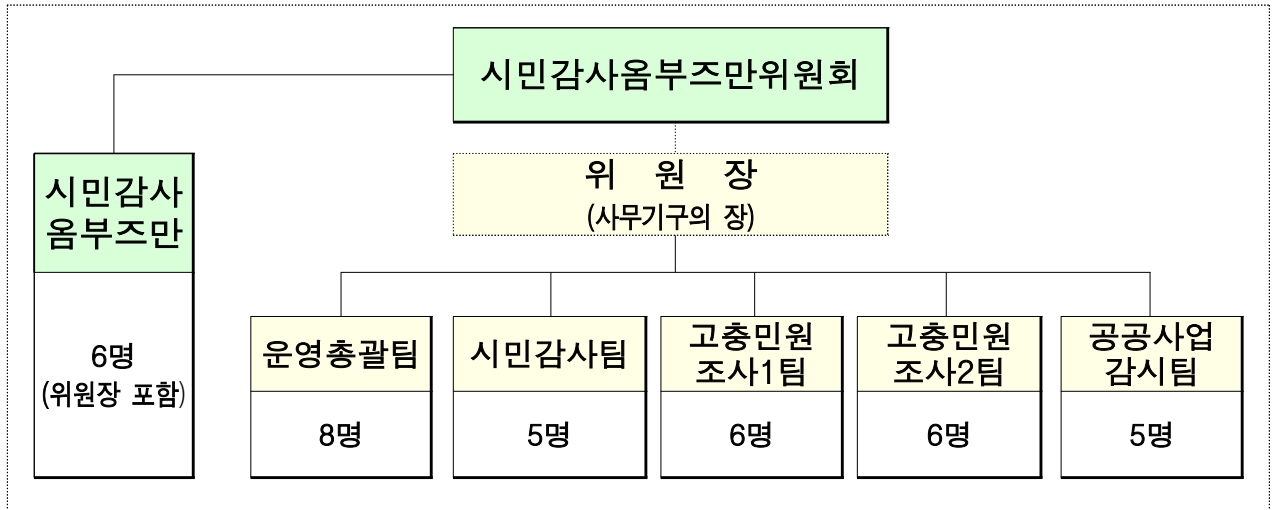 시민감사옴부즈만위원회
시민감사
옴부즈만
6명
(위원장 포함)
위 원 장
(사무기구의 장)
운영총괄팀
8명
시민감사팀
5명
고충민원
조사1팀
6명
고충민원
조사2팀
6명
공공사업
감시팀
5명